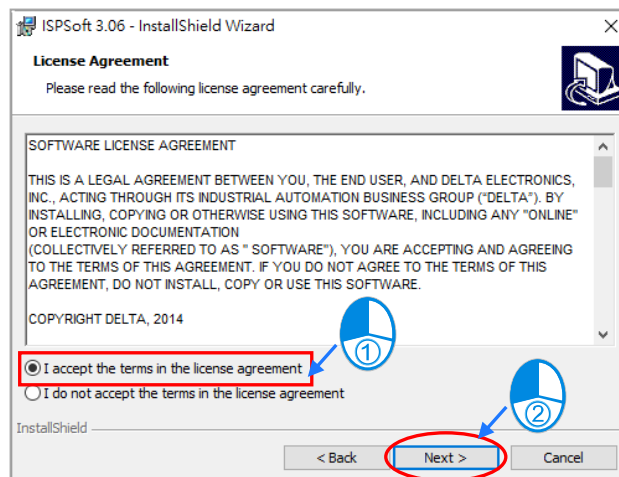 ISPSoft 3.06 - InstallShield Wizard
License Agreement
Please read the following license agreement carefully.
SOFTWARE LICENSE AGREEMENT
THIS IS A LEGAL AGREEMENT BETWEEN YOU, THE END USER, AND DELTA ELECTRONICS,
INC., ACTING THROUGH ITS INDUSTRIAL AUTOMATION BUSINESS GROUP (“DELTA”). BY
INSTALLING, COPYING OR OTHERWISE USING THIS SOFTWARE, INCLUDING ANY "ONLINE"
OR ELECTRONIC DOCUMENTATION
(COLLECTIVELY REFERRED TO AS " SOFTWARE"), YOU ARE ACCEPTING AND AGREEING
TO THE TERMS OF THIS AGREEMENT. IF YOU DO NOT AGREE TO THE TERMS OF THIS
AGREEMENT, DO NOT INSTALL, COPY OR USE THIS SOFTWARE.
COPYRIGHT DELTA, 2014
①
I accept the terms in the license agreement
I do not accept the terms in the license agreement
②
InstallShield
< Back
Next >
Cancel